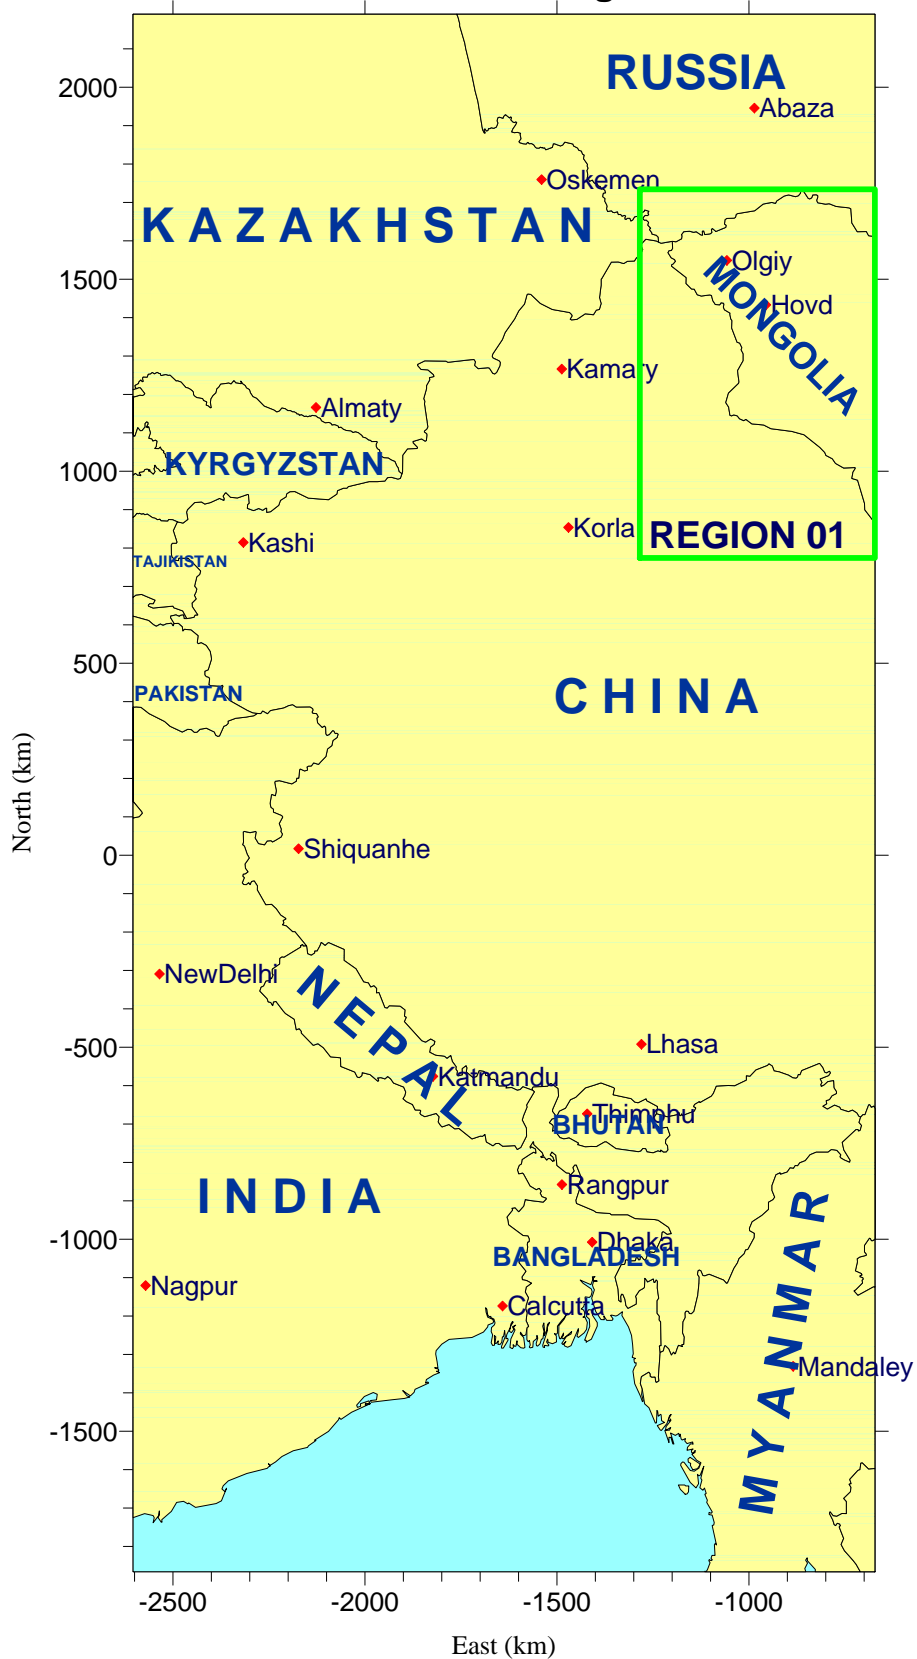 RUSSIA
2000
Abaza
Oskemen
KAZAKHSTAN
1500
Olgiy
MONGOLIA
Hovd
Kamary
Almaty
1000
KYRGYZSTAN
Korla
REGION 01
Kashi
TAJIKISTAN
500
PAKISTAN
CHINA
North (km)
0
Shiquanhe
NewDelhi
NEPAL
-500
Lhasa
Katmandu
Thimphu
BHUTAN
Rangpur
INDIA
-1000
Dhaka
BANGLADESH
MYANMAR
Nagpur
Calcutta
Mandaley
-1500
-2500
-2000
-1500
-1000
East (km)